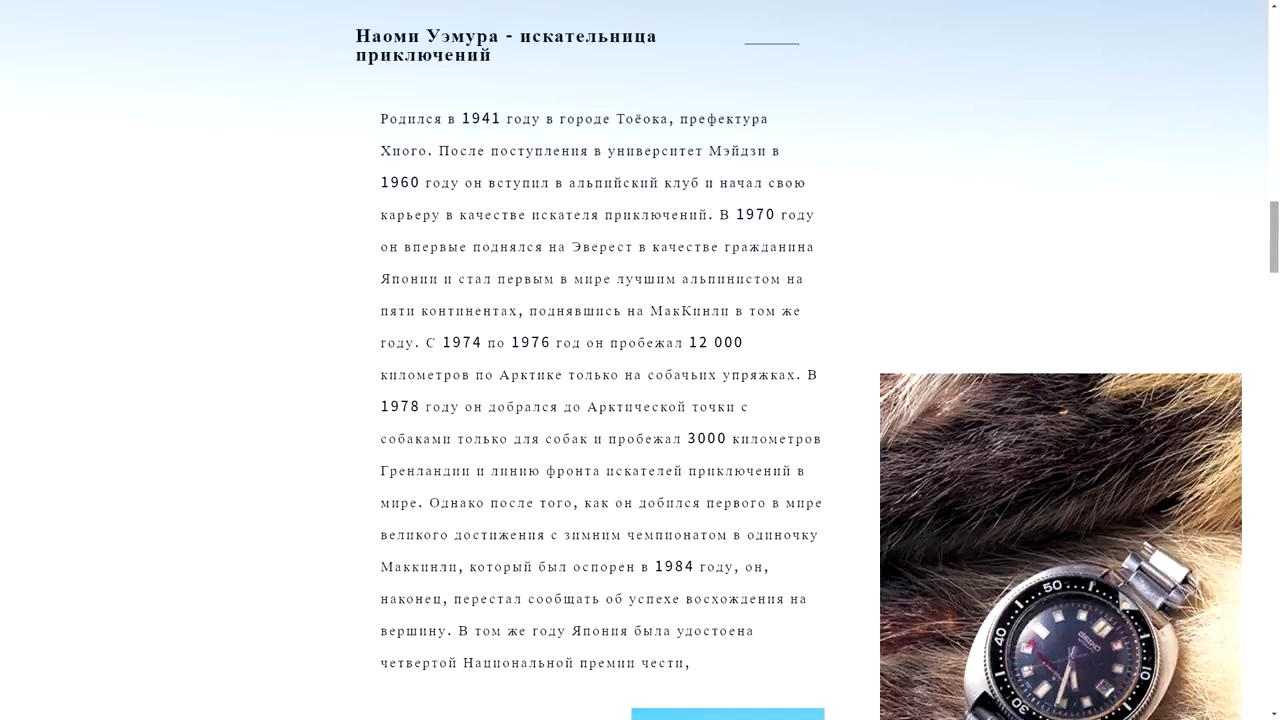 Наоми Уэмура - искательница
приключений
Родился в 1941 году в городе Тоёока, префектура
Хиого. После поступления в университет Мэйдзи в
1960 году он вступил в альпийский клуб и начал свою
карьеру в качестве искателя приключений. В 1970 году
он впервые поднялся на Эверест в качестве гражданина
Японии и стал первым в мире лучшим альпинистом на
пяти континентах, поднявшись на МакКинли в том же
году. С 1974 по 1976 год он пробежал 12 000
километров по Арктике только на собачьих упряжках. В
1978 году он добрался до Арктической точки с
собаками только для собак и пробежал 3000 километров
Гренландии и линию фронта искателей приключений в
мире. Однако после того, как он добился первого в мире
великого достижения с зимним чемпионатом в одиночку
Маккинли, который был оспорен в 1984 году, он,
наконец, перестал сообщать об успехе восхождения на
вершину. В том же году Япония была удостоена
четвертой Национальной премии чести,
50
40
10
30
SEIKO